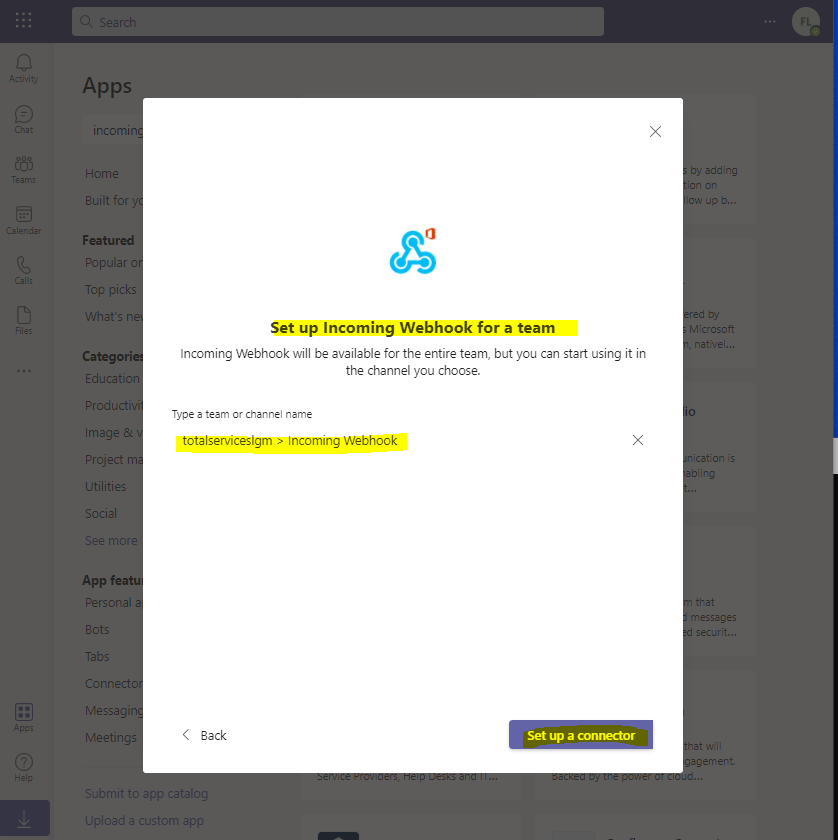 Search
FL
Activity
Chat
Teams
Calendar
Calls
Files
Apps
Help
Apps
incoming
Home
Built for yo
Featured
Popular on
Top picks
What's new
Categories
Education
Productivit
Image & v
Project ma
Utilities
Social
See more
App featu
Personal a
Bots
Tabs
Connector
Messaging
Meetings
Submit to app catalog
Upload a custom app
Set up Incoming Webhook for a team
Incoming Webhook will be available for the entire team, but you can start using it in
the channel you choose.
Type a team or channel name
totalserviceslgm > Incoming Webhook
Back
Set up a connector
s by adding
tion on
llow up b...
ered by
s Microsoft
m, nativel...
io
unication is
nabling
t...
m that
d messages
ed securit...
that will
gagement.
Service Providers, Help Desks and IT...
Backed by the power of cloud...